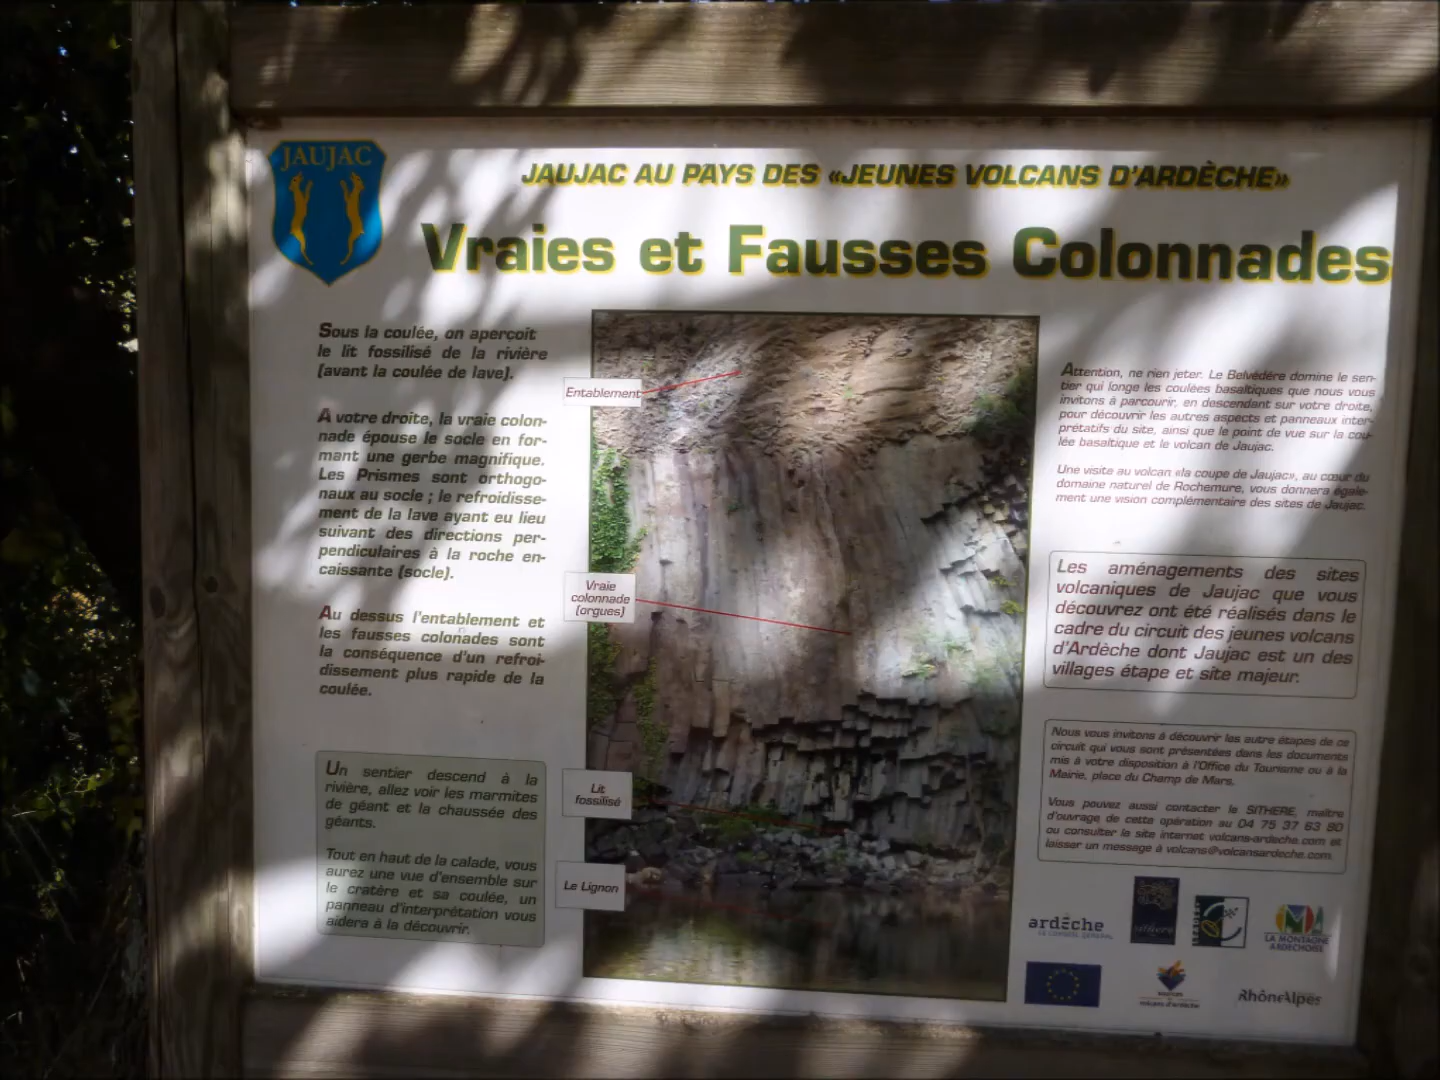 JAUJAC
JAUJAC AU PAYS DES «JEUNES VOLCANS D'ARDÈCHE»
Vraies et Fausses Colonnades
Sous la coulée, on aperçoit
le lit fossilisé de la rivière
(avant la coulée de lave).
A votre droite, la vraie colon-
nade épouse le socle en for-
mant une gerbe magnifique.
Les Prismes sont orthogo-
naux au socle ; le refroidisse-
ment de la lave ayant eu lieu
suivant des directions per-
pendiculaires à la roche en-
caissante (socle).
Au dessus l'entablement et
les fausses colonades sont
la conséquence d'un refroi-
dissement plus rapide de la
coulée.
Un sentier descend à la
rivière, allez voir les marmites
de géant et la chaussée des
géants.
Tout en haut de la calade, vous
aurez une vue d'ensemble sur
le cratère et sa coulée, un
panneau d'interprétation vous
aidera à la découvrir.
Entablement
Vraie
colonnade
(orgues)
Lit
fossilisé
Le Lignon
Attention, ne rien jeter. Le Belvédère domine le sen-
tier qui longe les coulées basaltiques que nous vous
invitons à parcourir, en descendant sur votre droite,
pour découvrir les autres aspects et panneaux inter-
prétatifs du site, ainsi que le point de vue sur la cou-
lée basaltique et le volcan de Jaujac.
Une visite au volcan «la coupe de Jaujac», au cœur du
domaine naturel de Rochemure, vous donnera égale-
ment une vision complémentaire des sites de Jaujac.
Les aménagements des sites
volcaniques de Jaujac que vous
découvrez ont été réalisés dans le
cadre du circuit des jeunes volcans
d'Ardèche dont Jaujac est un des
villages étape et site majeur.
Nous vous invitons à découvrir les autre étapes de ce
circuit qui vous sont présentées dans les documents
mis à votre disposition à l'Office du Tourisme ou à la
Mairie, place du Champ de Mars.
Vous pouvez aussi contacter le SITHERE, maître
d'ouvrage de cette opération au 04 75 37 63 90
ou consulter le site internet volcans-ardeche.com et
laisser un message à volcans@volcansardeche.com.
ardèche
LE CONSEIL GÉNÉRAL
sithere
LA MONTAGNE
ARDÉCHOISE
volcans d'ardèche
RhôneAlpes